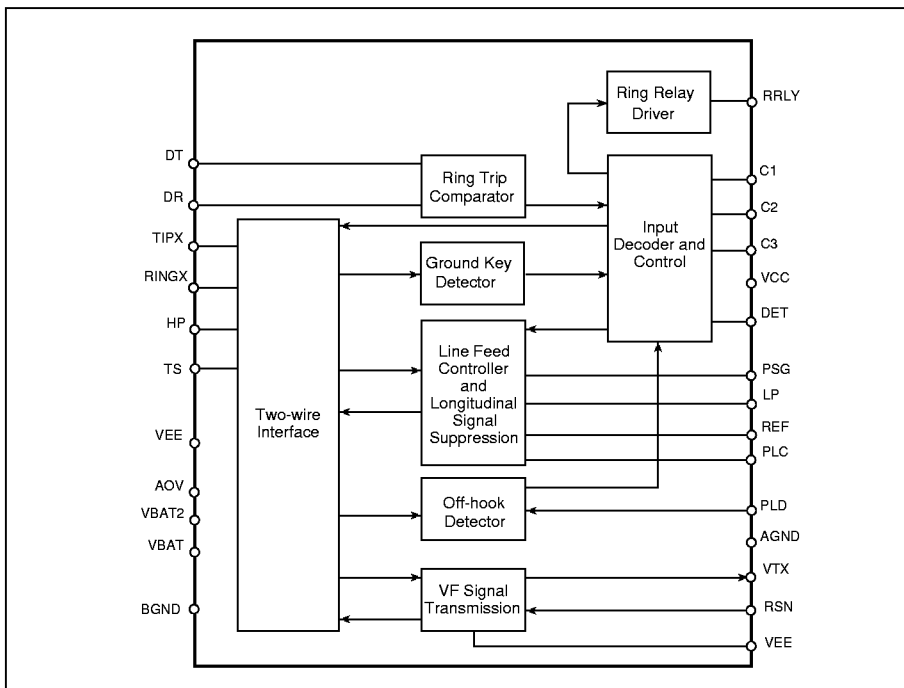 RRLY
Ring Relay
Driver
DT
Ring Trip
Comparator
C1
DR
C2
TIPX
Input
Decoder and
Control
C3
RINGX
Ground Key
Detector
VCC
HP
DET
TS
Two-wire
Interface
Line Feed
Controller
and
Longitudinal
Signal
Suppression
PSG
LP
REF
PLC
VEE
AOV
VBAT2
VBAT
Off-hook
Detector
PLD
AGND
BGND
VF Signal
Transmission
VTX
RSN
VEE